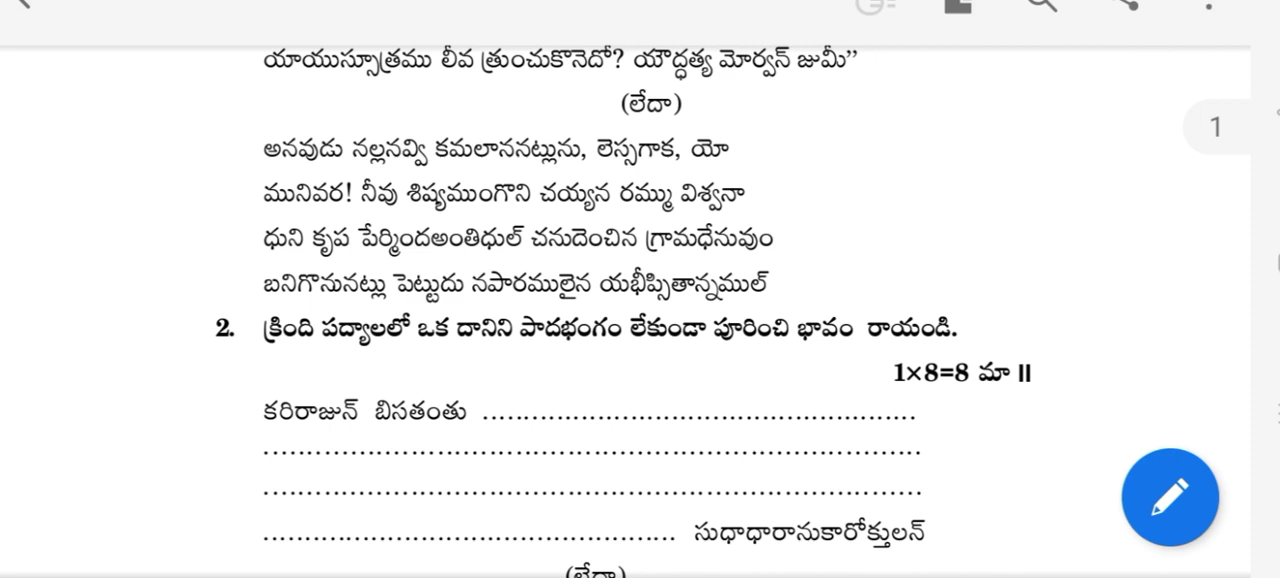 యాయుస్సూత్రము లీవ త్రుంచుకొనెదో? యౌద్ధత్య మోర్వన్ జుమీ”
(లేదా)
అనవుడు నల్లనవ్వి కమలాననట్లును, లెస్సగాక, యో
1
మునివర! నీవు శిష్యముంగొని చయ్యన రమ్ము విశ్వనా
ధుని కృప పేర్మిందఅంతిధుల్ చనుదెంచిన గ్రామధేనువుం
బనిగొనునట్లు పెట్టుదు నపారములైన యభీప్సితాన్నముల్
2. క్రింది పద్యాలలో ఒక దానిని పాదభంగం లేకుండా పూరించి భావం రాయండి.
1×8=8 మా ॥
కరిరాజున్ బిసతంతు .....................................................
.................................................................................
.................................................................................
................................................... సుధాధారానుకారోక్తులన్
(లేదా)